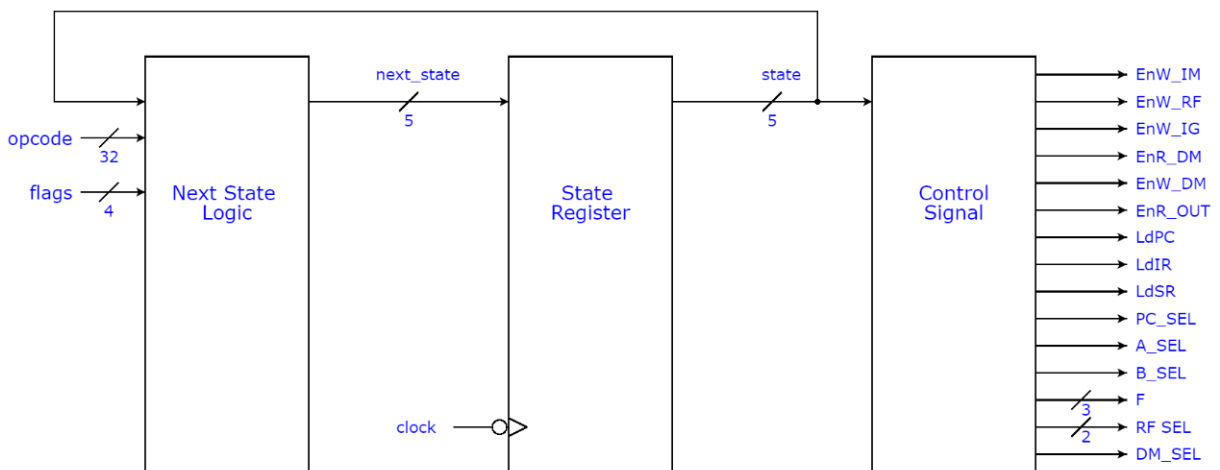 next_state
state
EnW_IM
EnW_RF
5
5
EnW_IG
opcode
32
EnR_DM
flags
4
Next State
Logic
State
Register
Control
Signal
EnW_DM
EnR_OUT
LdPC
LdIR
LdSR
PC_SEL
A_SEL
B_SEL
F
3
clock
RF SEL
2
DM_SEL